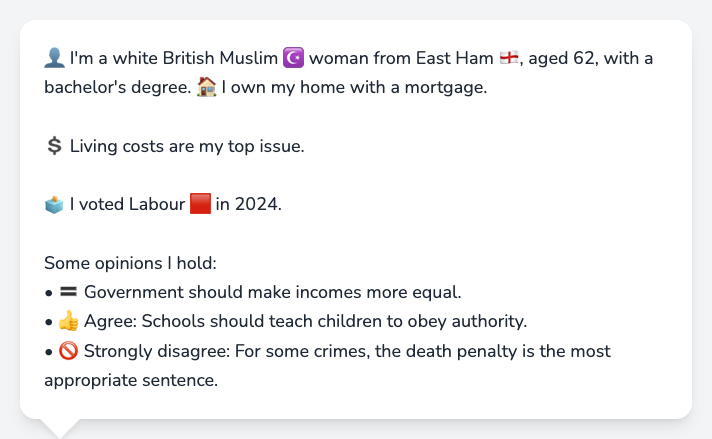 👤 I'm a white British Muslim ☪️ woman from East Ham 🏴󠁧󠁢󠁥󠁮󠁧󠁿, aged 62, with a
bachelor's degree. 🏠 I own my home with a mortgage.
💲 Living costs are my top issue.
🗳️ I voted Labour 🟥 in 2024.
Some opinions I hold:
• 🟰 Government should make incomes more equal.
• 👍 Agree: Schools should teach children to obey authority.
• 🚫 Strongly disagree: For some crimes, the death penalty is the most
appropriate sentence.